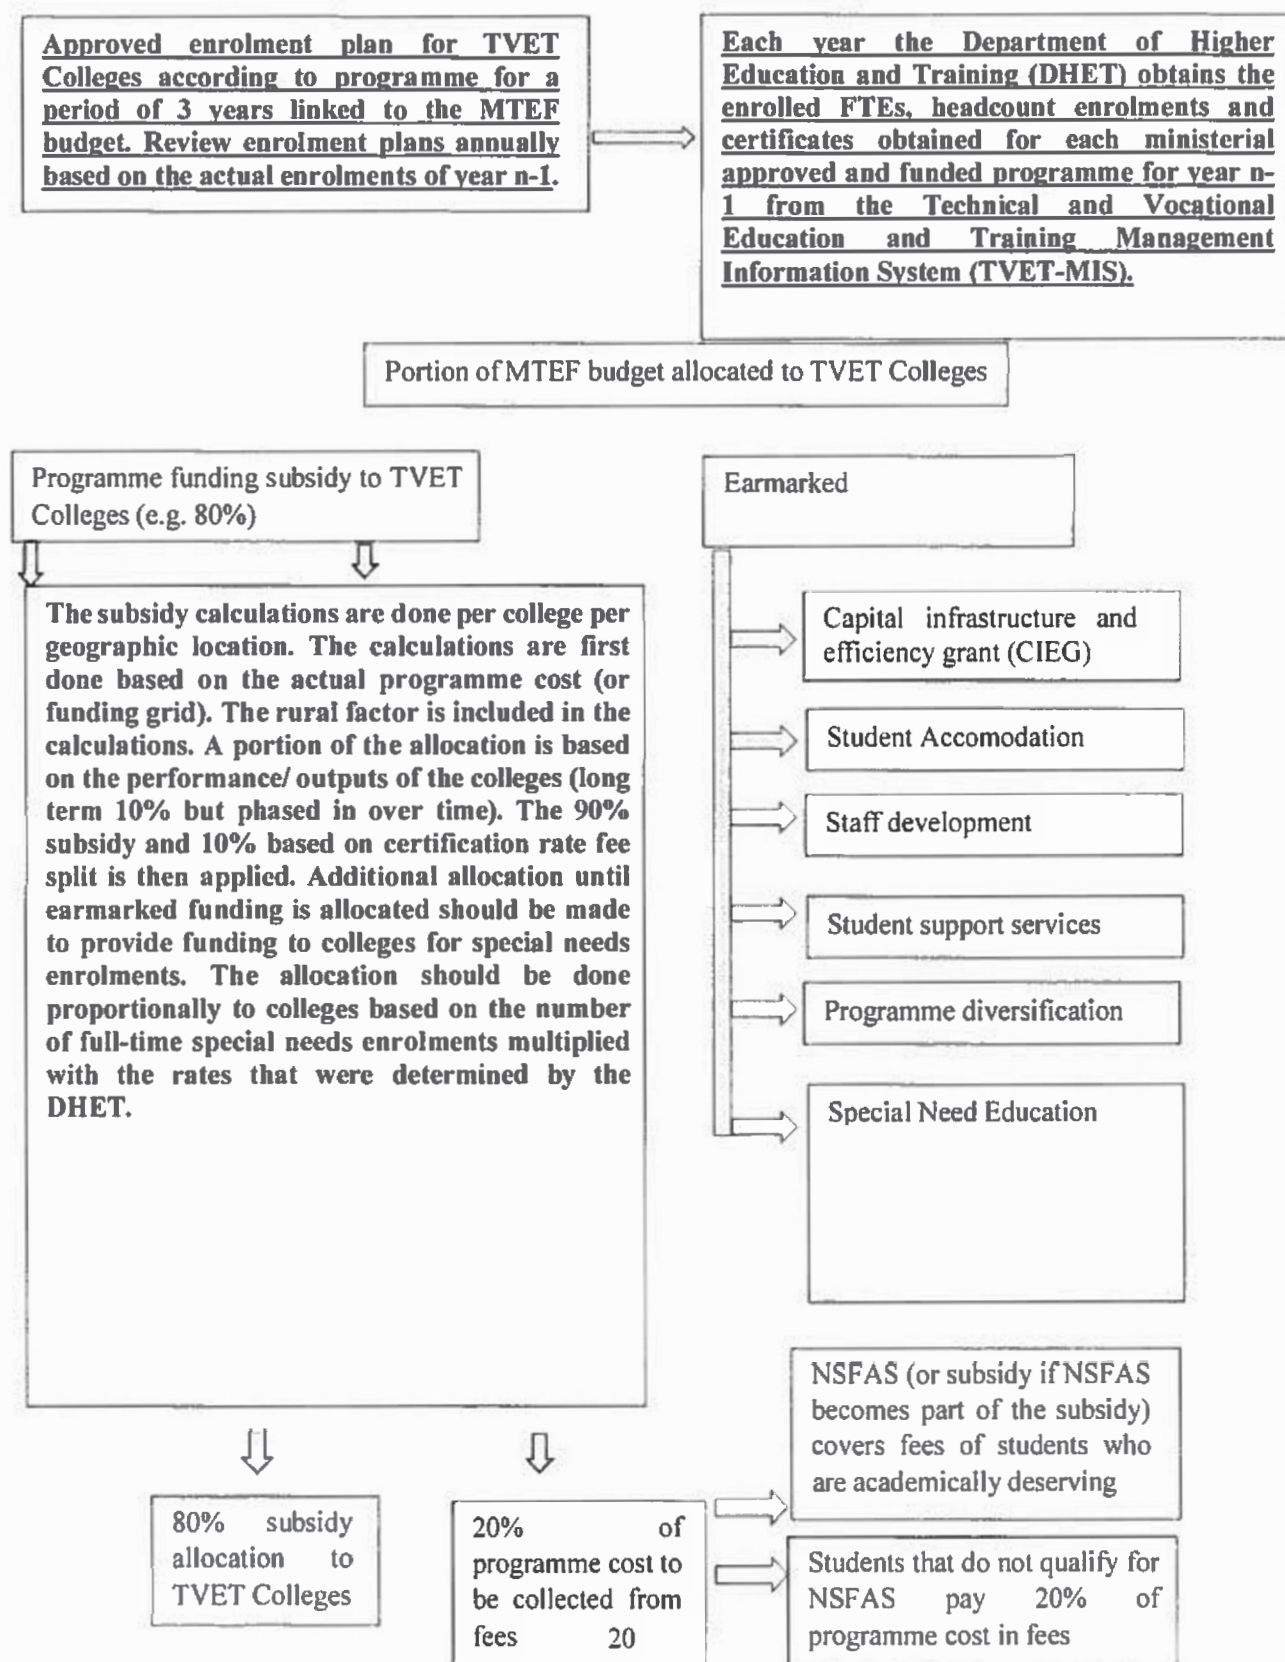 Approved enrolment plan for TVET
Colleges according to programme for a
period of 3 years linked to the MTEF
budget. Review enrolment plans annually
based on the actual enrolments of year n-1.
Each year the Department of Higher
Education and Training (DHET) obtains the
enrolled FTEs, headcount enrolments and
certificates obtained for each ministerial
approved and funded programme for year n-
1 from the Technical and Vocational
Education and Training Management
Information System (TVET-MIS).
Portion of MTEF budget allocated to TVET Colleges
Programme funding subsidy to TVET
Colleges (e.g. 80%)
The subsidy calculations are done per college per
geographic location. The calculations are first
done based on the actual programme cost (or
funding grid). The rural factor is included in the
calculations. A portion of the allocation is based
on the performance/ outputs of the colleges (long
term 10% but phased in over time). The 90%
subsidy and 10% based on certification rate fee
split is then applied. Additional allocation until
earmarked funding is allocated should be made
to provide funding to colleges for special needs
enrolments. The allocation should be done
proportionally to colleges based on the number
of full-time special needs enrolments multiplied
with the rates that were determined by the
DHET.
Earmarked
Capital infrastructure and
efficiency grant (CIEG)
Student Accomodation
Staff development
Student support services
Programme diversification
Special Need Education
80% subsidy
allocation to
TVET Colleges
20% of
programme cost to
be collected from
fees 20
NSFAS (or subsidy if NSFAS
becomes part of the subsidy)
covers fees of students who
are academically deserving
Students that do not qualify for
NSFAS pay 20% of
programme cost in fees